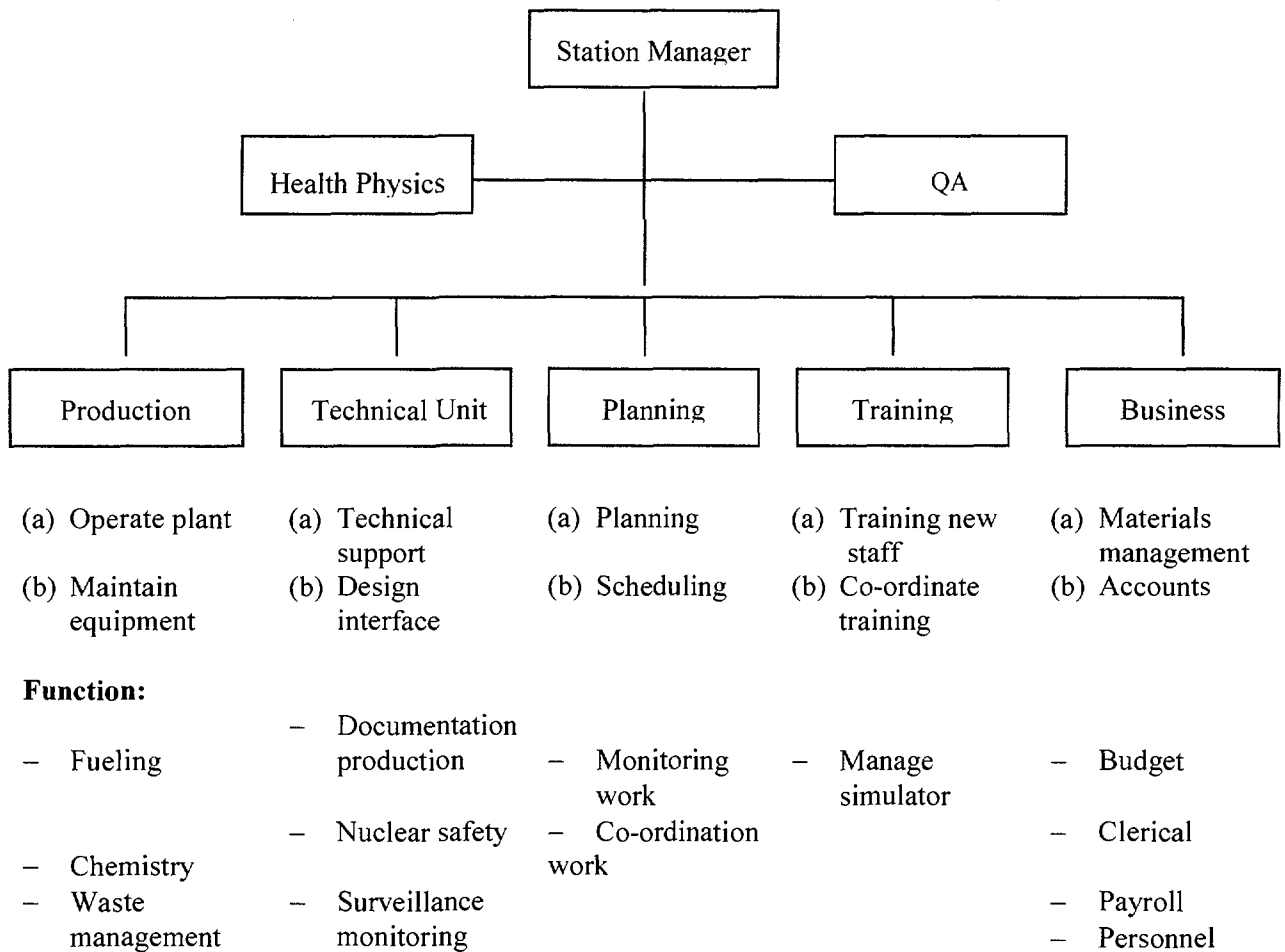 Station Manager
Health Physics
QA
Production
Technical Unit
Planning
Training
Business
(a) Operate plant
(b) Maintain
equipment
(a) Technical
support
(b) Design
interface
(a) Planning
(b) Scheduling
(a) Training new
staff
(b) Co-ordinate
training
(a) Materials
management
(b) Accounts
Function:
– Fueling
– Chemistry
– Waste
management
– Documentation
production
– Nuclear safety
– Surveillance
monitoring
– Monitoring
work
– Co-ordination
work
– Manage
simulator
– Budget
– Clerical
– Payroll
– Personnel